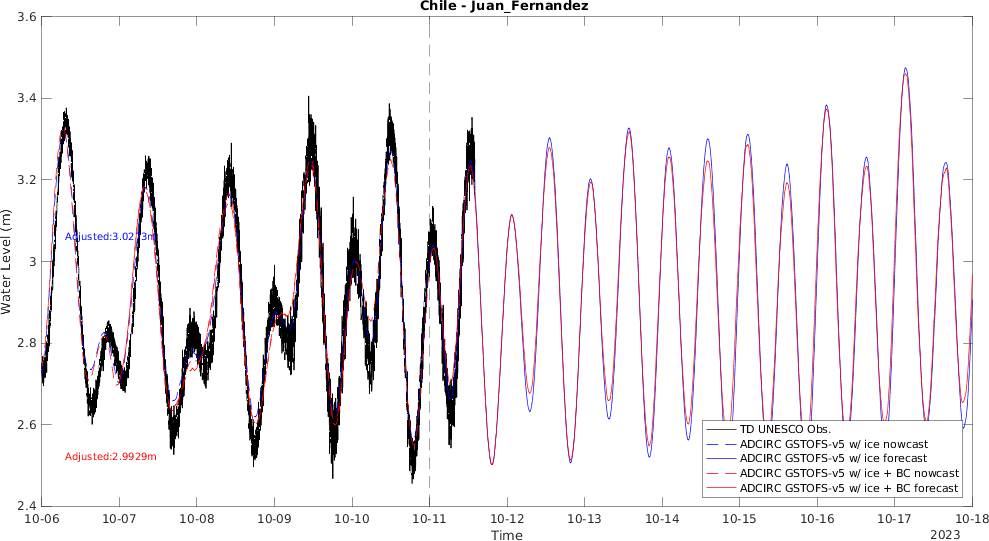 Chile - Juan_Fernandez
Water Level (m)
3.6
3.4
3.2
3
2.8
2.6
2.4
Adjusted:2.9929m
TD UNESCO Obs.
ADCIRC GSTOFS-v5 w/ ice nowcast
ADCIRC GSTOFS-v5 w/ ice forecast
ADCIRC GSTOFS-v5 w/ ice + BC nowcast
ADCIRC GSTOFS-v5 w/ ice + BC forecast
10-06 10-07 10-08 10-09 10-10 10-11 10-12 10-13 10-14 10-15 10-16 10-17 10-18
Time
2023